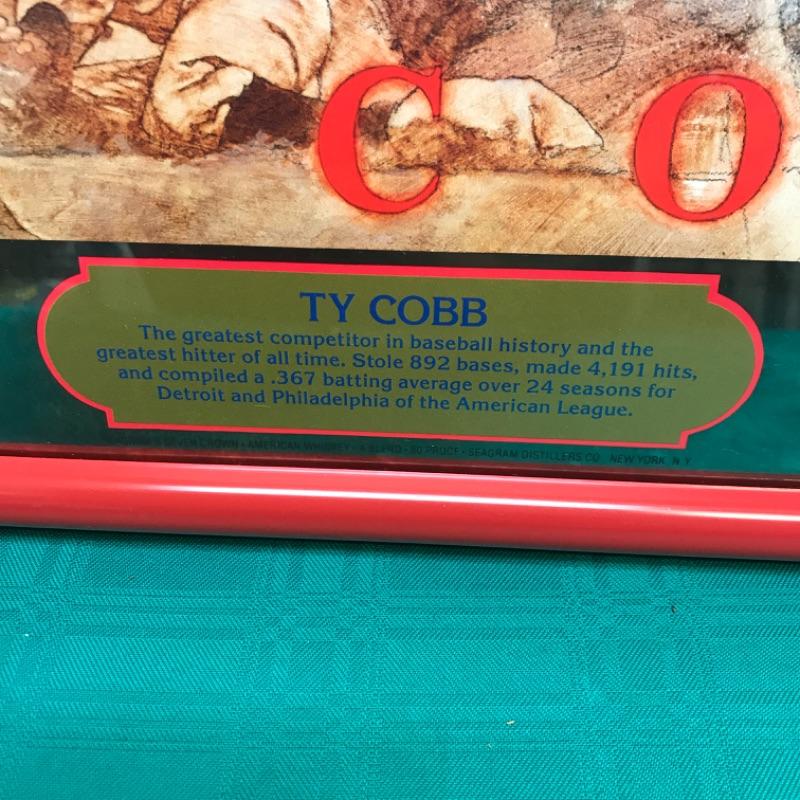 C O
TY COBB
The greatest competitor in baseball history and the
greatest hitter of all time. Stole 892 bases, made 4,191 hits,
and compiled a .367 batting average over 24 seasons for
Detroit and Philadelphia of the American League.
SEVEN CROWN • AMERICAN WHISKEY • A BLEND • 80 PROOF • SEAGRAM DISTILLERS CO. NEW YORK, N.Y.